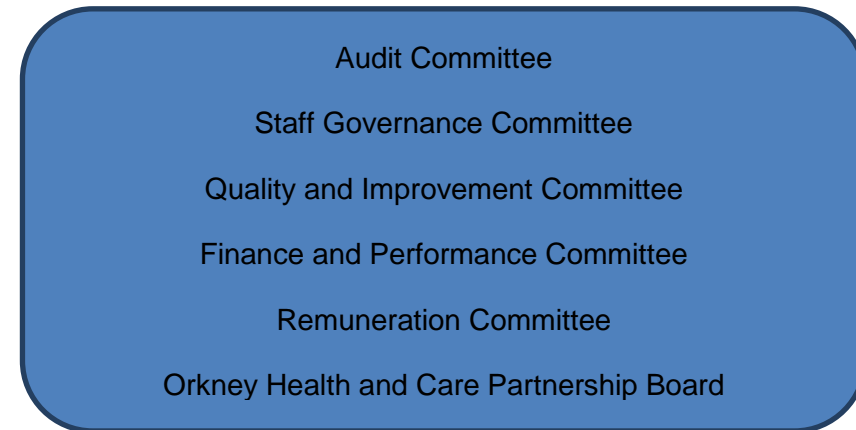 Audit Committee
Staff Governance Committee
Quality and Improvement Committee
Finance and Performance Committee
Remuneration Committee
Orkney Health and Care Partnership Board